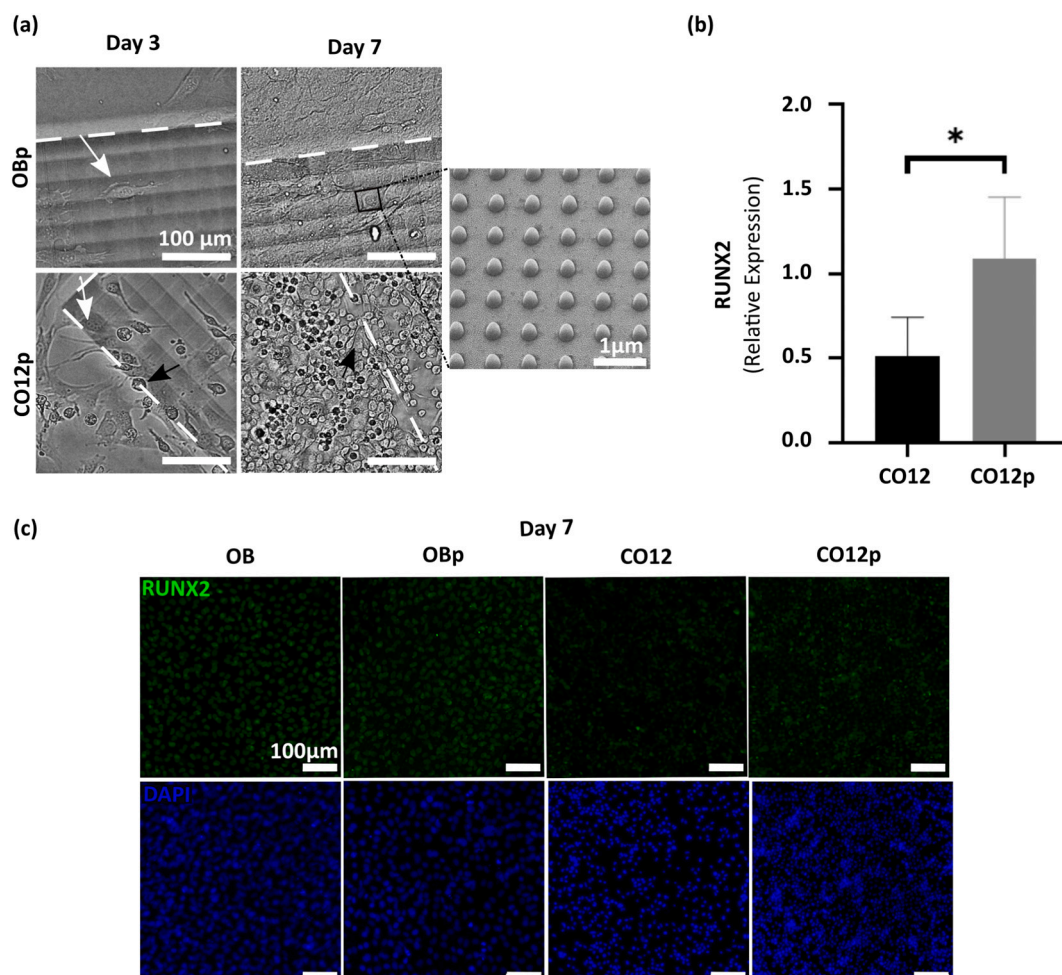 (a)
Day 3
Day 7
OBp
100 µm
CO12p
1µm
(b)
RUNX2
(Relative Expression)
2.0
1.5
1.0
0.5
0.0
*
CO12
CO12p
(c)
Day 7
OB
OBp
CO12
CO12p
RUNX2
100µm
DAPI